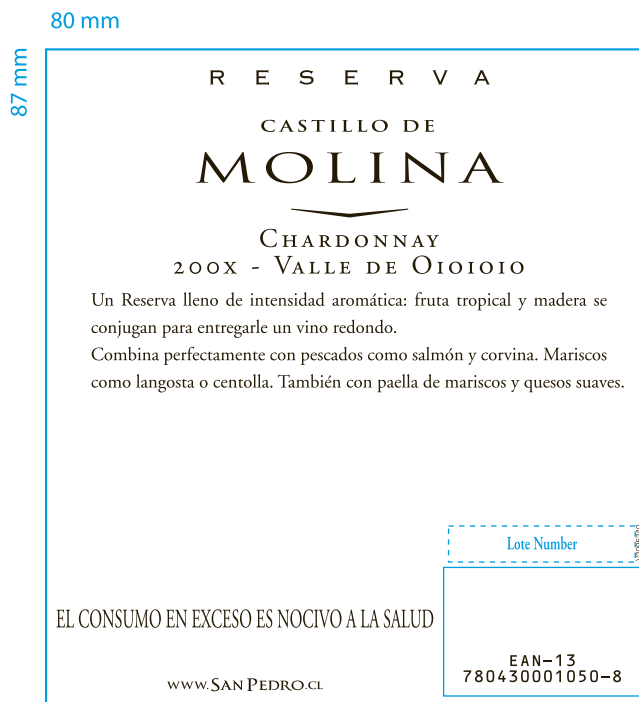 80 mm
87 mm
RESERVA
CASTILLO DE
MOLINA
CHARDONNAY
200X - VALLE DE OIOIOIO
Un Reserva lleno de intensidad aromática: fruta tropical y madera se
conjugan para entregarle un vino redondo.
Combina perfectamente con pescados como salmón y corvina. Mariscos
como langosta o centolla. También con paella de mariscos y quesos suaves.
Lote Number
EL CONSUMO EN EXCESO ES NOCIVO A LA SALUD
EAN-13
780430001050-8
WWW.SAN PEDRO.CL